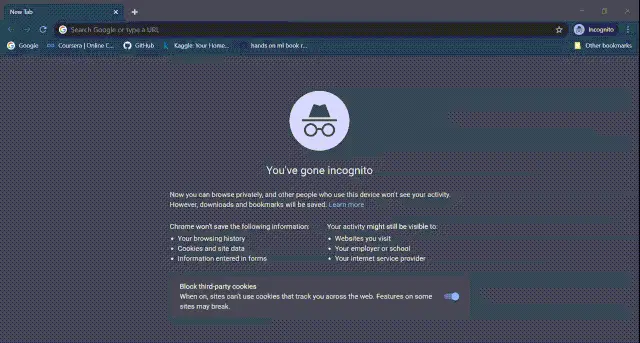 New Tab
Search Google or type a URL
Incognito
Google
Coursera | Online C...
GitHub
Kaggle: Your Home...
hands on ml book r...
Other bookmarks
You've gone incognito
Now you can browse privately, and other people who use this device won't see your activity.
However, downloads and bookmarks will be saved. Learn more
Chrome won't save the following information:
• Your browsing history
• Cookies and site data
• Information entered in forms
Your activity might still be visible to:
• Websites you visit
• Your employer or school
• Your internet service provider
Block third-party cookies
When on, sites can't use cookies that track you across the web. Features on some
sites may break.